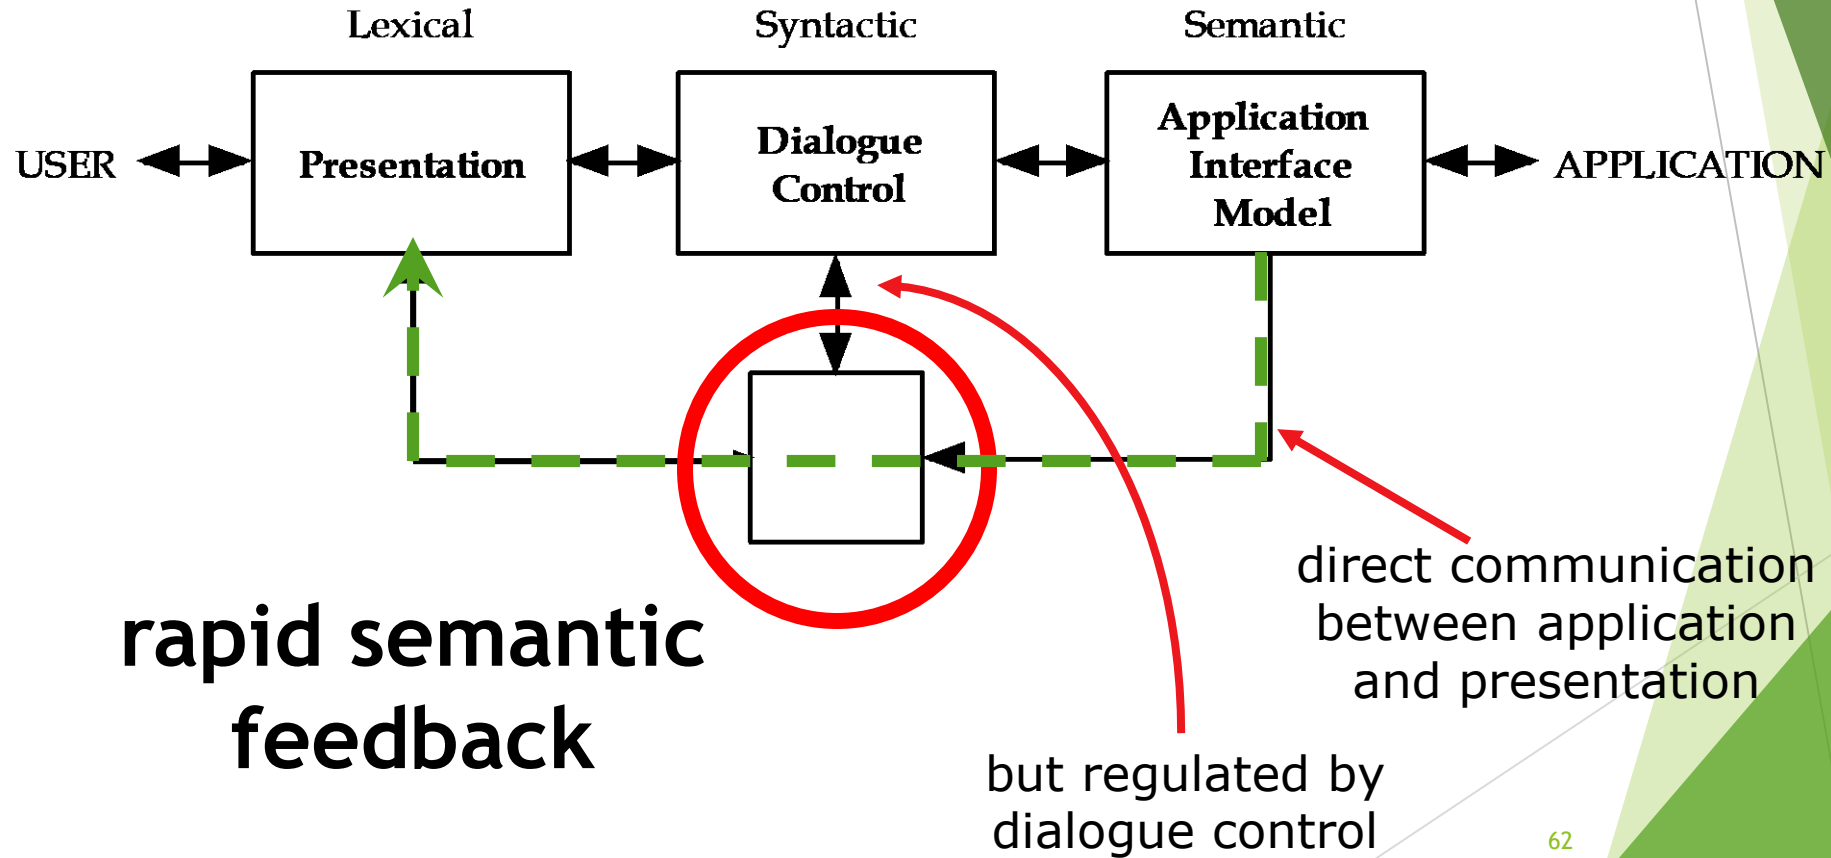 Lexical
Syntactic
Semantic
USER
Presentation
Dialogue
Control
Application
Interface
Model
APPLICATION
direct communication
between application
and presentation
rapid semantic
feedback
but regulated by
dialogue control
62